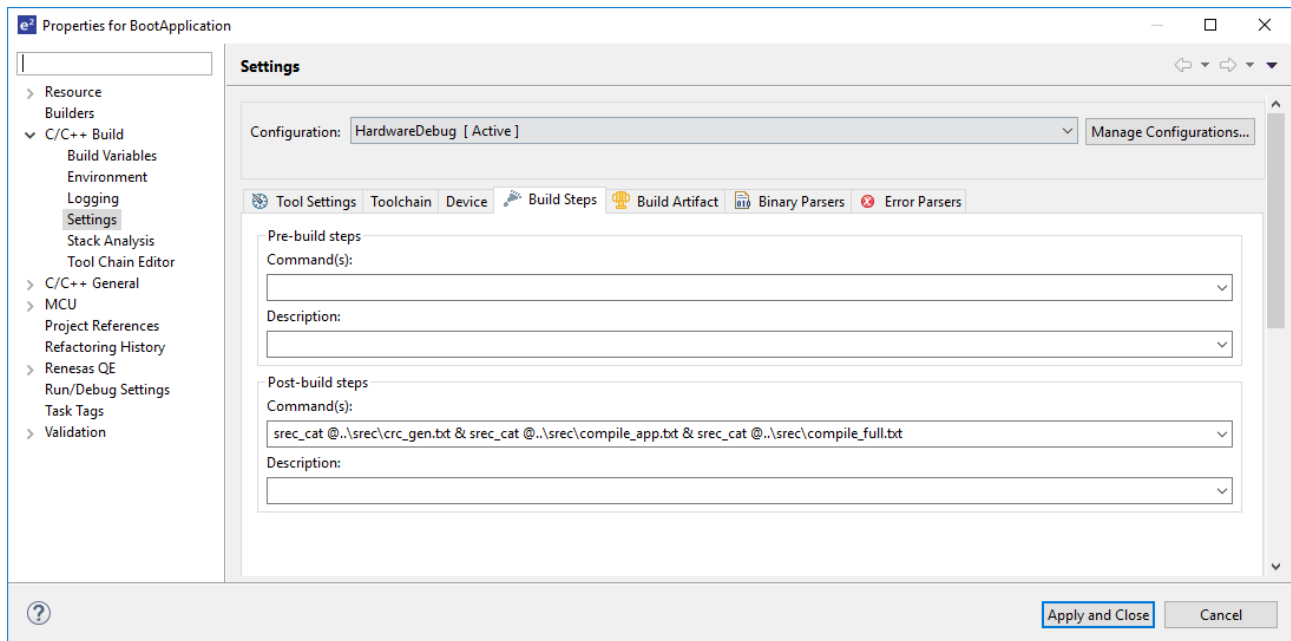 e² Properties for BootApplication
Settings
Resource
Builders
C/C++ Build
Build Variables
Environment
Logging
Settings
Stack Analysis
Tool Chain Editor
C/C++ General
MCU
Project References
Refactoring History
Renesas QE
Run/Debug Settings
Task Tags
Validation
Configuration: HardwareDebug [ Active ] Manage Configurations...
Tool Settings Toolchain Device Build Steps Build Artifact 010 Binary Parsers Error Parsers
Pre-build steps
Command(s):
Description:
Post-build steps
Command(s):
srec_cat @..\srec\crc_gen.txt & srec_cat @..\srec\compile_app.txt & srec_cat @..\srec\compile_full.txt
Description:
? Apply and Close Cancel